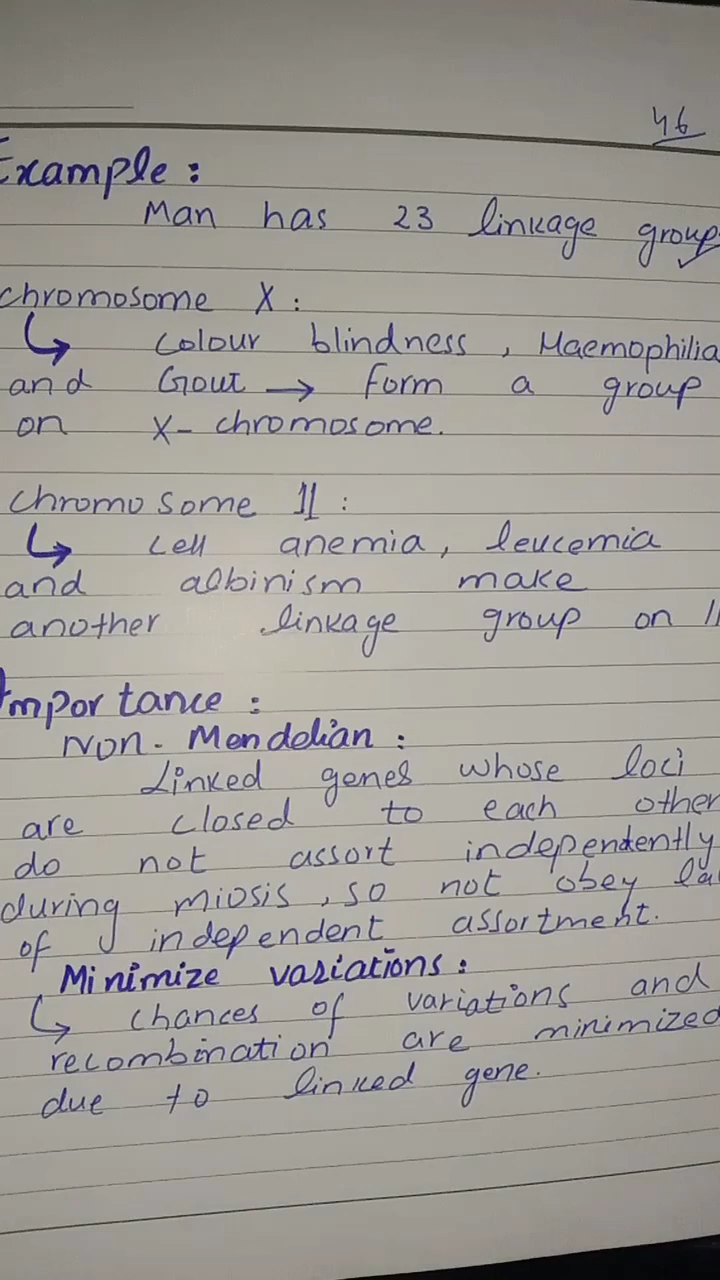 46
Example:
Man has 23 linkage group
chromosome X:
↳ colour blindness, Haemophilia
and Gout → form a group
on X- chromosome.
chromosome 11:
↳ cell anemia, leucemia
and albinism make
another linkage group on 11
Importance:
Non-Mendelian:
Linked genes whose loci
are closed to each other
do not assort independently
during miosis, so not obey la
of independent assortment.
Minimize variations:
↳ chances of variations and
recombination are minimized
due to linked gene.